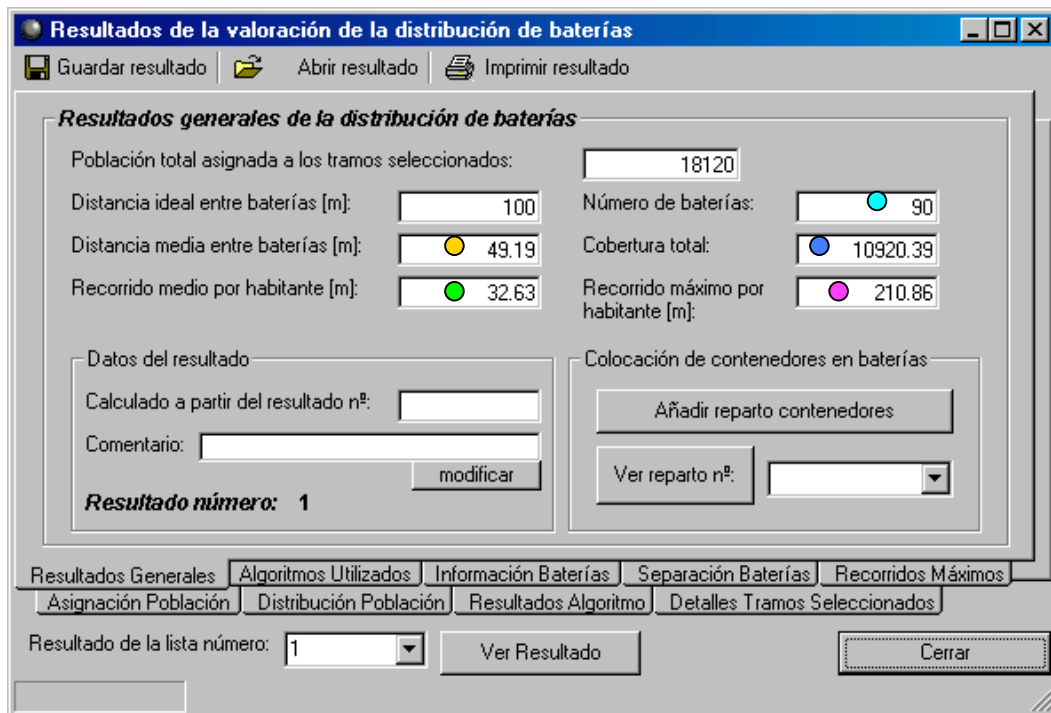 Resultados de la valoración de la distribución de baterías
Guardar resultado Abrir resultado Imprimir resultado
Resultados generales de la distribución de baterías
Población total asignada a los tramos seleccionados: 18120
Distancia ideal entre baterías [m]: 100 Número de baterías: 90
Distancia media entre baterías [m]: 49.19 Cobertura total: 10920.39
Recorrido medio por habitante [m]: 32.63 Recorrido máximo por habitante [m]: 210.86
Datos del resultado
Calculado a partir del resultado nº:
Comentario:
modificar
Resultado número: 1
Colocación de contenedores en baterías
Añadir reparto contenedores
Ver reparto nº:
Resultados Generales Algoritmos Utilizados Información Baterías Separación Baterías Recorridos Máximos
Asignación Población Distribución Población Resultados Algoritmo Detalles Tramos Seleccionados
Resultado de la lista número: 1 Ver Resultado Cerrar